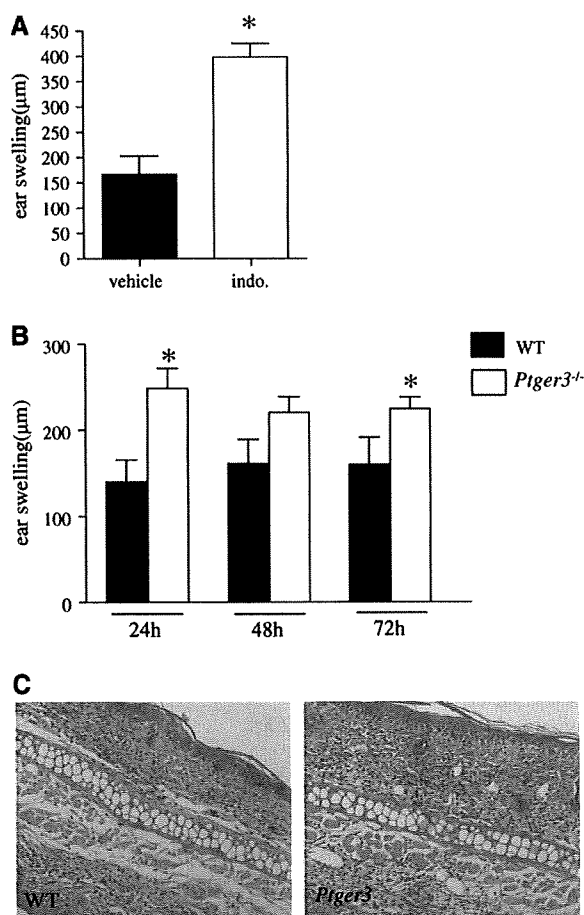 A
ear swelling(μm)
450
400
350
300
250
200
150
100
50
0
*
vehicle
indo.
B
ear swelling(μm)
300
200
100
0
*
*
24h
48h
72h
WT
Ptger3-/-
C
WT
Ptger3